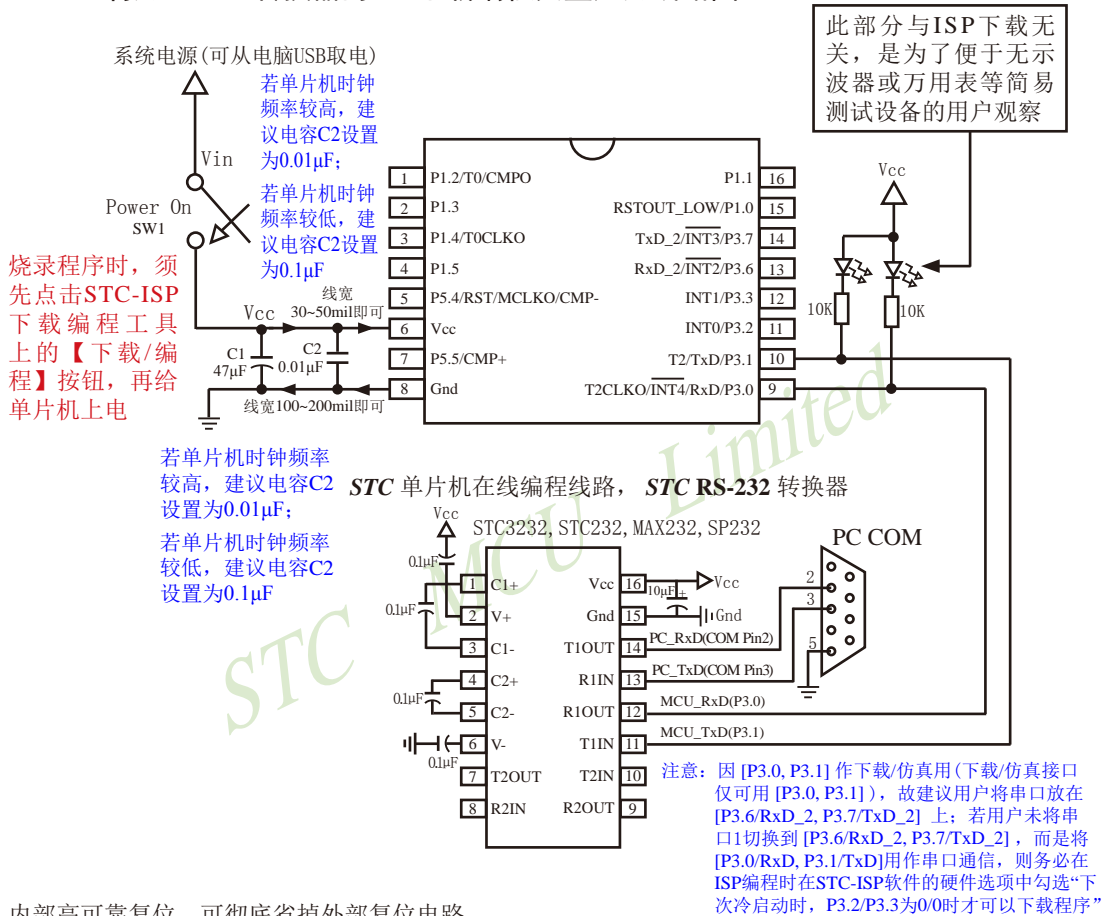 此部分与ISP下载无
关，是为了便于无示
波器或万用表等简易
测试设备的用户观察
系统电源(可从电脑USB取电)
若单片机时钟
频率较高，建
议电容C2设置
为0.01μF；
若单片机时钟
频率较低，建
议电容C2设置
为0.1μF
Vin
Power On
SW1
烧录程序时，须
先点击STC-ISP
下载编程工具
上的【下载/编
程】按钮，再给
单片机上电
Vcc
线宽
30~50mil即可
C1
47μF
C2
0.01μF
线宽100~200mil即可
1 P1.2/T0/CMPO
2 P1.3
3 P1.4/T0CLKO
4 P1.5
5 P5.4/RST/MCLKO/CMP-
6 Vcc
7 P5.5/CMP+
8 Gnd
P1.1 16
RSTOUT_LOW/P1.0 15
TxD_2/INT3/P3.7 14
RxD_2/INT2/P3.6 13
INT1/P3.3 12
INT0/P3.2 11
T2/TxD/P3.1 10
T2CLKO/INT4/RxD/P3.0 9
Vcc
10K
10K
若单片机时钟频率
较高，建议电容C2
设置为0.01μF；
若单片机时钟频率
较低，建议电容C2
设置为0.1μF
STC 单片机在线编程线路， STC RS-232 转换器
STC3232,STC232,MAX232,SP232
Vcc
0.1μF
0.1μF
0.1μF
0.1μF
1 C1+
2 V+
3 C1-
4 C2+
5 C2-
6 V-
7 T2OUT
8 R2IN
Vcc 16
Gnd 15
T1OUT 14
R1IN 13
R1OUT 12
T1IN 11
T2IN 10
R2OUT 9
10μF +
Vcc
Gnd
PC_RxD(COM Pin2)
PC_TxD(COM Pin3)
MCU_RxD(P3.0)
MCU_TxD(P3.1)
PC COM
2
3
5
注意：因 [P3.0, P3.1] 作下载/仿真用(下载/仿真接口
仅可用 [P3.0, P3.1] )，故建议用户将串口放在
[P3.6/RxD_2, P3.7/TxD_2] 上；若用户未将串
口1切换到 [P3.6/RxD_2, P3.7/TxD_2] ，而是将
[P3.0/RxD, P3.1/TxD]用作串口通信，则务必在
ISP编程时在STC-ISP软件的硬件选项中勾选“下
次冷启动时，P3.2/P3.3为0/0时才可以下载程序”
STC MCU Limited
内部高可靠复位，可彻底省掉外部复位电路